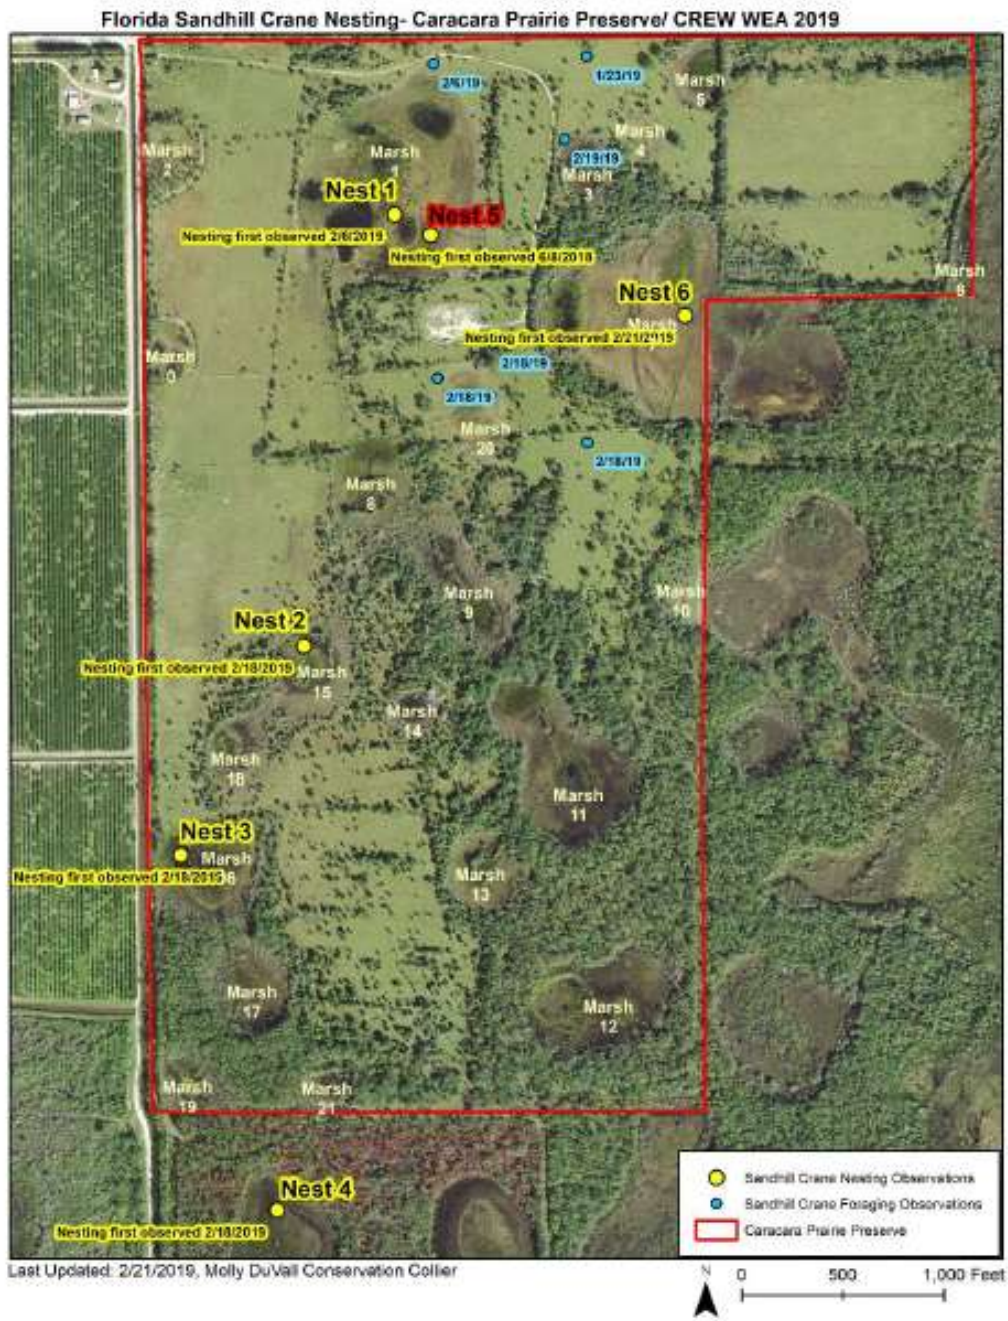 Florida Sandhill Crane Nesting- Caracara Prairie Preserve/ CREW WEA 2019
2/6/19
1/23/19
Marsh
5
Marsh
2
Marsh
Marsh
4
2/19/19
Marsh
3
Nest 1
Nest 5
Nesting first observed 2/6/2019
Nesting first observed 6/8/2018
Marsh
6
Nest 6
Marsh
Nesting first observed 2/21/2019
Marsh
0
2/18/19
2/18/19
Marsh
20
2/18/19
Marsh
8
Marsh
9
Marsh
10
Nest 2
Nesting first observed 2/18/2019
Marsh
15
Marsh
14
Marsh
18
Marsh
11
Nest 3
Marsh
Nesting first observed
Marsh
13
Marsh
17
Marsh
12
Marsh
19
Marsh
21
Nest 4
Nesting first observed 2/18/2019
Sandhill Crane Nesting Observations
Sandhill Crane Foraging Observations
Caracara Prairie Preserve
Last Updated: 2/21/2019, Molly DuVall Conservation Collier
N
0 500 1,000 Feet